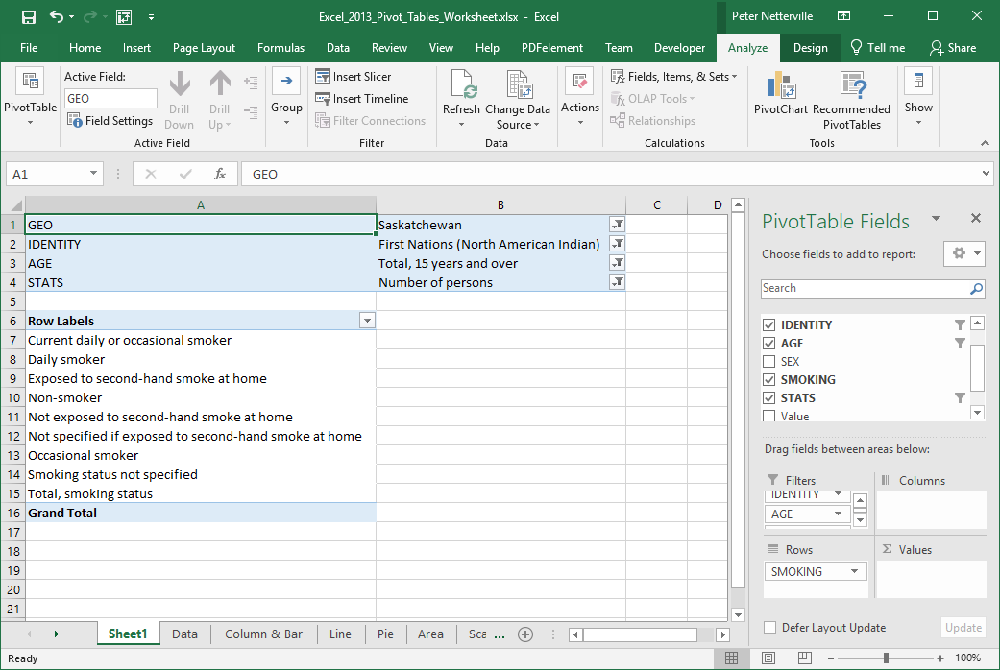 Excel_2013_Pivot_Tables_Worksheet.xlsx - Excel
Peter Netterville
File Home Insert Page Layout Formulas Data Review View Help PDFelement Team Developer Analyze Design Tell me Share
PivotTable
Active Field:
GEO
Field Settings
Drill Down
Drill Up
Active Field
Group
Insert Slicer
Insert Timeline
Filter Connections
Filter
Refresh
Change Data Source
Data
Actions
Fields, Items, & Sets
OLAP Tools
Relationships
Calculations
PivotChart
Recommended PivotTables
Tools
Show
A1
fx
GEO
A B C D
1 GEO Saskatchewan
2 IDENTITY First Nations (North American Indian)
3 AGE Total, 15 years and over
4 STATS Number of persons
5
6 Row Labels
7 Current daily or occasional smoker
8 Daily smoker
9 Exposed to second-hand smoke at home
10 Non-smoker
11 Not exposed to second-hand smoke at home
12 Not specified if exposed to second-hand smoke at home
13 Occasional smoker
14 Smoking status not specified
15 Total, smoking status
16 Grand Total
17
18
19
20
21
PivotTable Fields
Choose fields to add to report:
Search
IDENTITY
AGE
SEX
SMOKING
STATS
Value
Drag fields between areas below:
Filters
IDENTITY
AGE
Columns
Rows
SMOKING
Σ Values
Defer Layout Update
Update
Sheet1 Data Column & Bar Line Pie Area Sca ...
Ready
100%